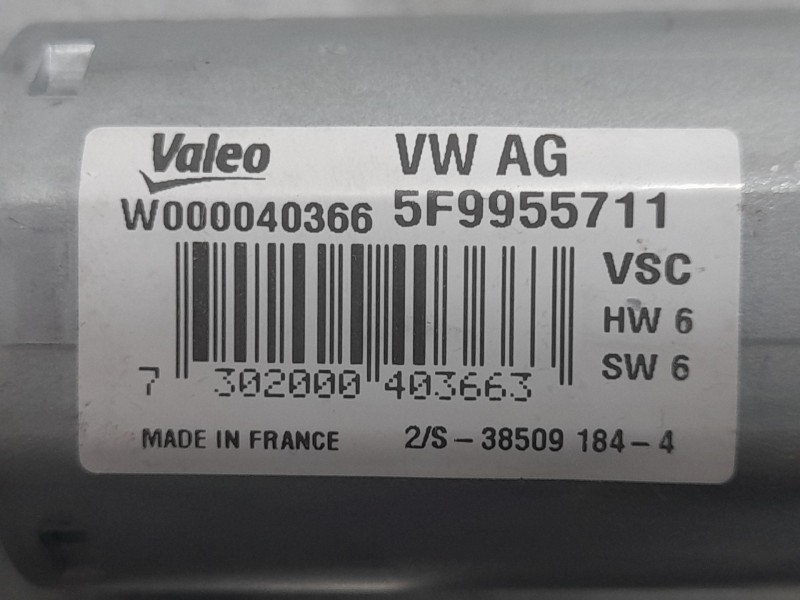 Valeo VW AG
W000040366 5F9955711
VSC
HW 6
SW 6
7 302000 403663
MADE IN FRANCE 2/S-38509 184-4